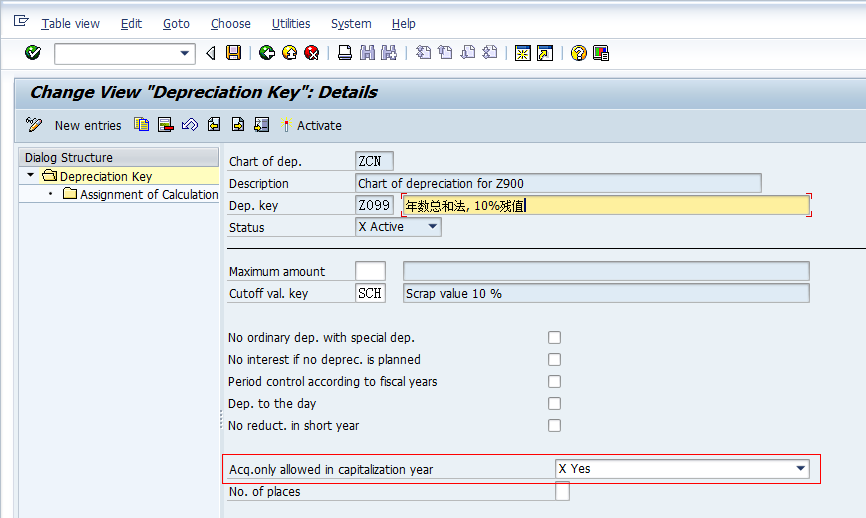 Table view Edit Goto Choose Utilities System Help
Change View "Depreciation Key": Details
New entries Activate
Dialog Structure
Depreciation Key
Assignment of Calculation
Chart of dep. ZCN
Description Chart of depreciation for Z900
Dep. key Z099 年数总和法, 10%残值
Status X Active
Maximum amount
Cutoff val. key SCH Scrap value 10 %
No ordinary dep. with special dep.
No interest if no deprec. is planned
Period control according to fiscal years
Dep. to the day
No reduct. in short year
Acq.only allowed in capitalization year X Yes
No. of places